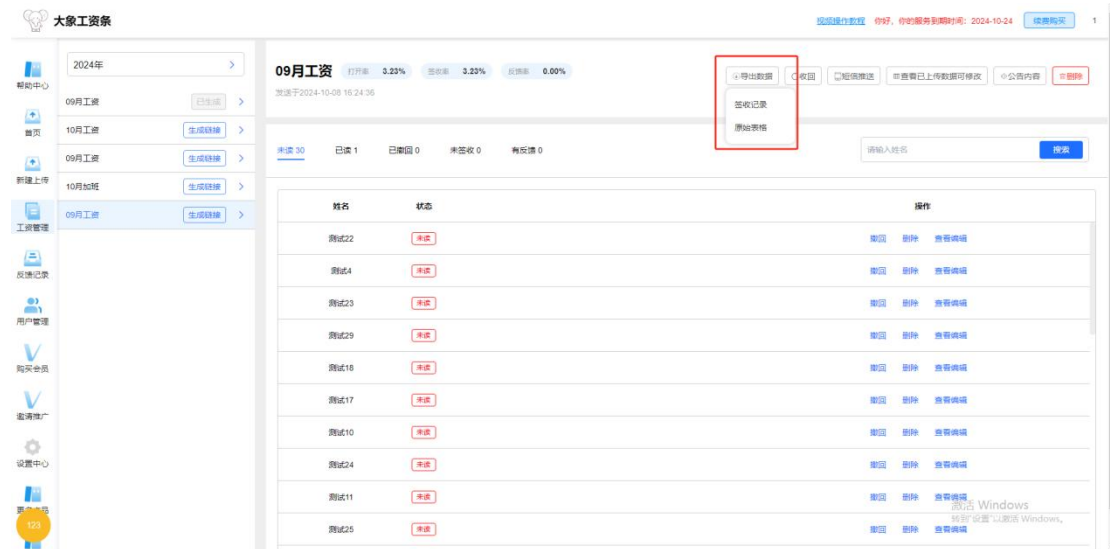 大象工资条
视频操作教程 你好，你的服务到期时间：2024-10-24 续费购买 1
帮助中心
首页
新建上传
工资管理
反馈记录
用户管理
购买会员
邀请推广
设置中心
123
2024年
09月工资 已生成
10月工资 生成链接
09月工资 生成链接
10月加班 生成链接
09月工资 生成链接
09月工资 打开率 3.23% 签收率 3.23% 反馈率 0.00%
发送于2024-10-08 16:24:36
导出数据 收回 短信推送 查看已上传数据可修改 公告内容 删除
签收记录
原始表格
未读 30 已读 1 已撤回 0 未签收 0 有反馈 0
请输入姓名 搜索
姓名 状态 操作
测试22 未读 撤回 删除 查看编辑
测试4 未读 撤回 删除 查看编辑
测试23 未读 撤回 删除 查看编辑
测试29 未读 撤回 删除 查看编辑
测试18 未读 撤回 删除 查看编辑
测试17 未读 撤回 删除 查看编辑
测试10 未读 撤回 删除 查看编辑
测试24 未读 撤回 删除 查看编辑
测试11 未读 撤回 删除 查看编辑
测试25 未读 撤回 删除 查看编辑
激活 Windows
转到"设置"以激活 Windows。